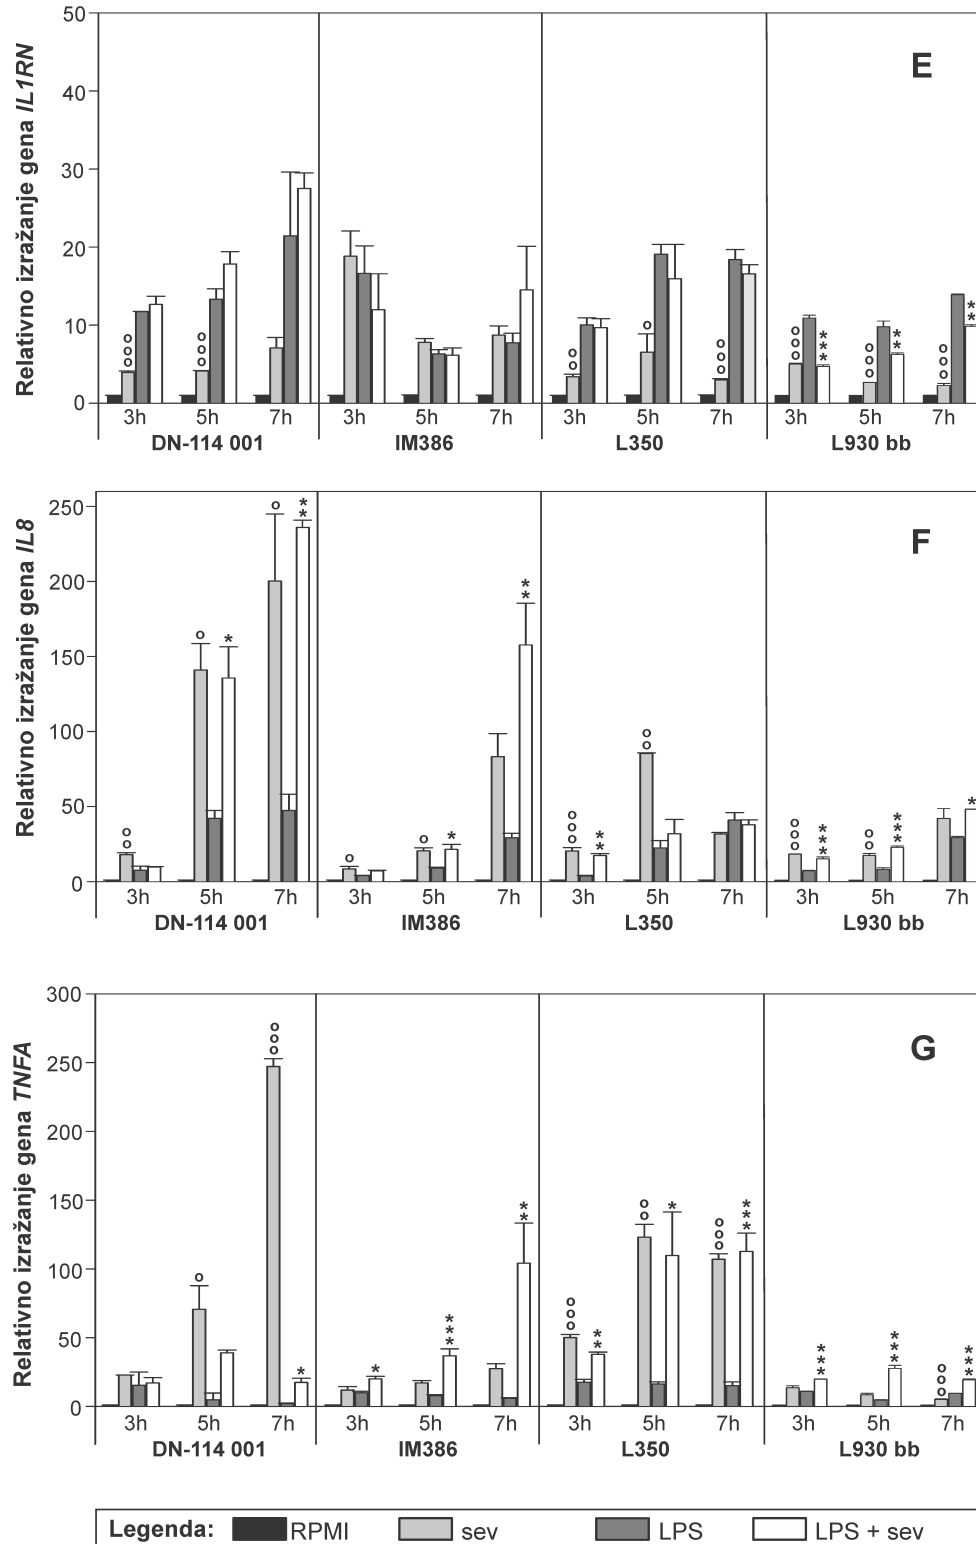 Relativno izražanje gena IL1RN
50
40
30
20
10
0
E
o o o
o o o
o o
o
o o o
o o o
* * *
o o o
* *
o o o
* *
3h 5h 7h 3h 5h 7h 3h 5h 7h 3h 5h 7h
DN-114 001 IM386 L350 L930 bb
Relativno izražanje gena IL8
250
200
150
100
50
0
F
o o
o
*
o
* *
o
o
*
* *
o o o
* *
o o
o o o
* * *
o o
* * *
*
3h 5h 7h 3h 5h 7h 3h 5h 7h 3h 5h 7h
DN-114 001 IM386 L350 L930 bb
Relativno izražanje gena TNFA
300
250
200
150
100
50
0
G
o
o o o
*
*
* * *
* *
o o o
* *
o o
*
o o o
* * *
* * *
* * *
o o o
* * *
3h 5h 7h 3h 5h 7h 3h 5h 7h 3h 5h 7h
DN-114 001 IM386 L350 L930 bb
Legenda: RPMI sev LPS LPS + sev